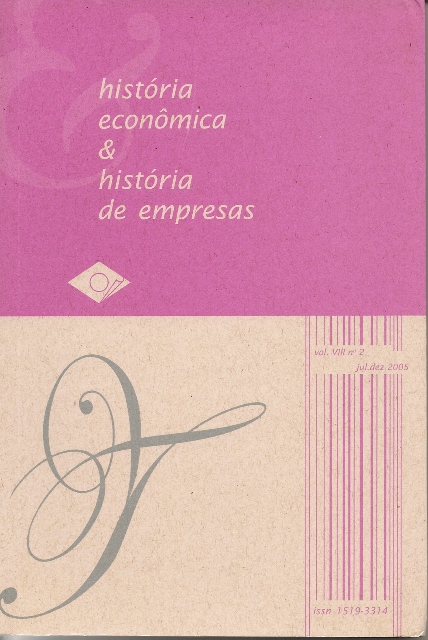 história
econômica
&
história
de empresas
vol. VIII nº 2
jul.dez 2005
issn 1519-3314